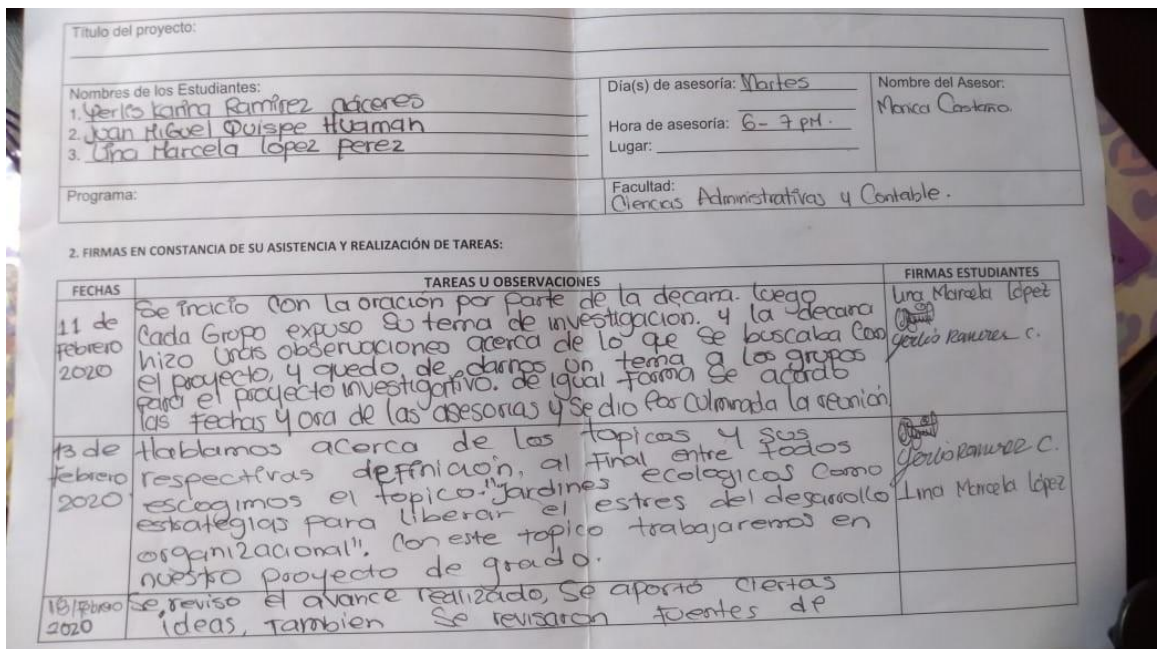 Título del proyecto:
Nombres de los Estudiantes:
1. Yerlis Karina Ramírez Cáceres
2. Juan Miguel Quispe Huaman
3. Lina Marcela lópez perez
Día(s) de asesoría: Martes
Hora de asesoría: 6 - 7 pM.
Lugar:
Nombre del Asesor:
Monica Castaño.
Programa:
Facultad:
Ciencias Administrativas y Contable.
2. FIRMAS EN CONSTANCIA DE SU ASISTENCIA Y REALIZACIÓN DE TAREAS:
FECHAS
TAREAS U OBSERVACIONES
FIRMAS ESTUDIANTES
11 de
Febrero
2020
Se inicio con la oración por parte de la decana. luego
Cada Grupo expuso su tema de investigación. y la decana
hizo unas observaciones acerca de lo que se buscaba Con
el proyecto, y quedo de darnos un tema a los grupos
para el proyecto investigativo. de igual forma se acordó
las fechas y ora de las asesorias y se dio por culminada la reunión
Lina Marcela lópez
Yerlis Ramirez C.
13 de
febrero
2020
Hablamos acerca de los topicos y sus
respectivas definición, al final entre todos
escogimos el topico "Jardines ecologicos como
estrategias para liberar el estres del desarrollo
organizacional". Con este topico trabajaremos en
nuestro proyecto de grado.
Yerlis Ramirez C.
Lina Marcela lópez
18/febrero
2020
Se reviso el avance realizado, Se aportó ciertas
ideas, Tambien Se revisaron fuentes de